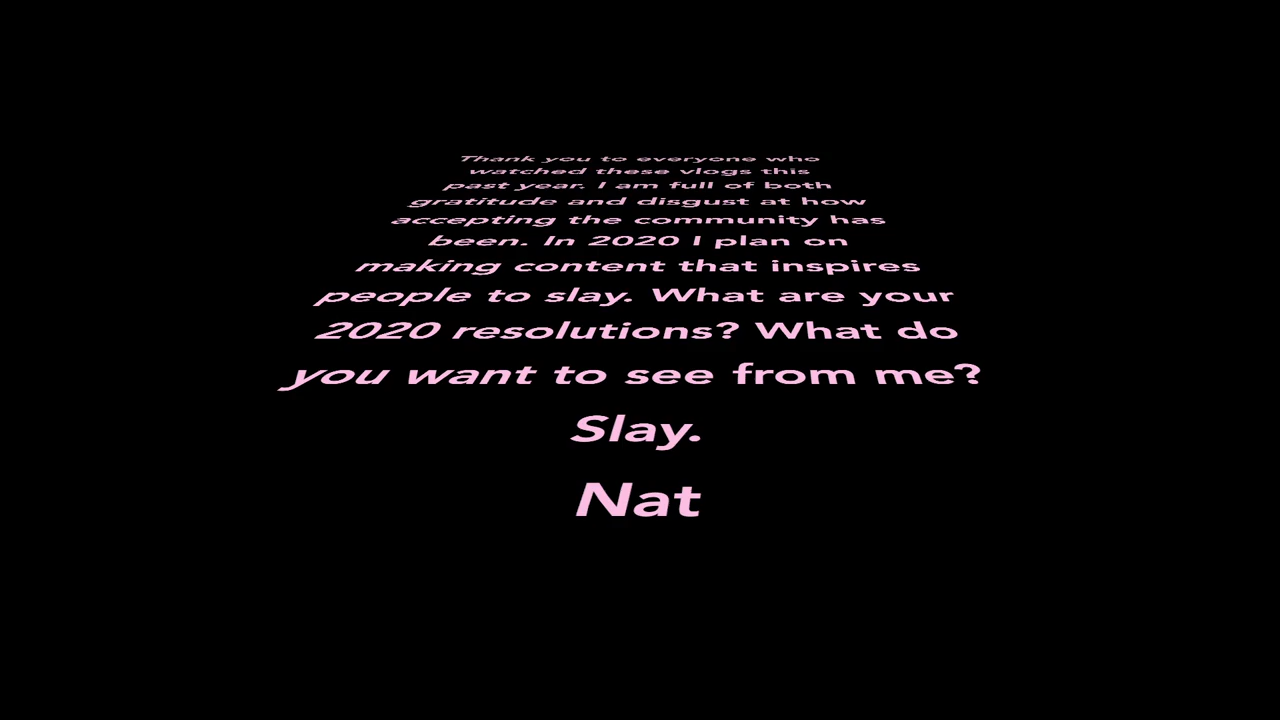 Thank you to everyone who
watched these vlogs this
past year. I am full of both
gratitude and disgust at how
accepting the community has
been. In 2020 I plan on
making content that inspires
people to slay. What are your
2020 resolutions? What do
you want to see from me?
Slay.
Nat